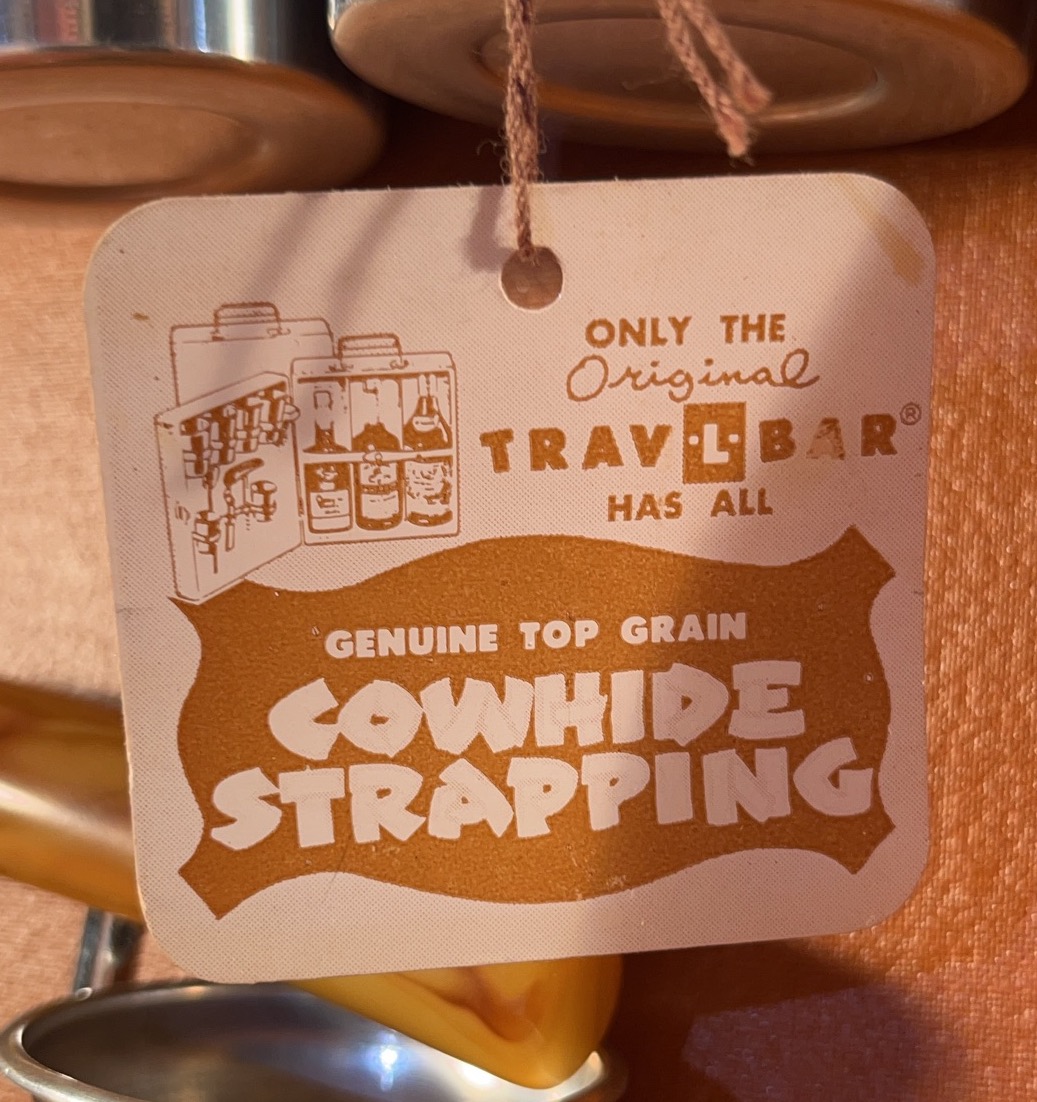 ONLY THE
Original
TRAV·L·BAR®
HAS ALL
GENUINE TOP GRAIN
COWHIDE
STRAPPING